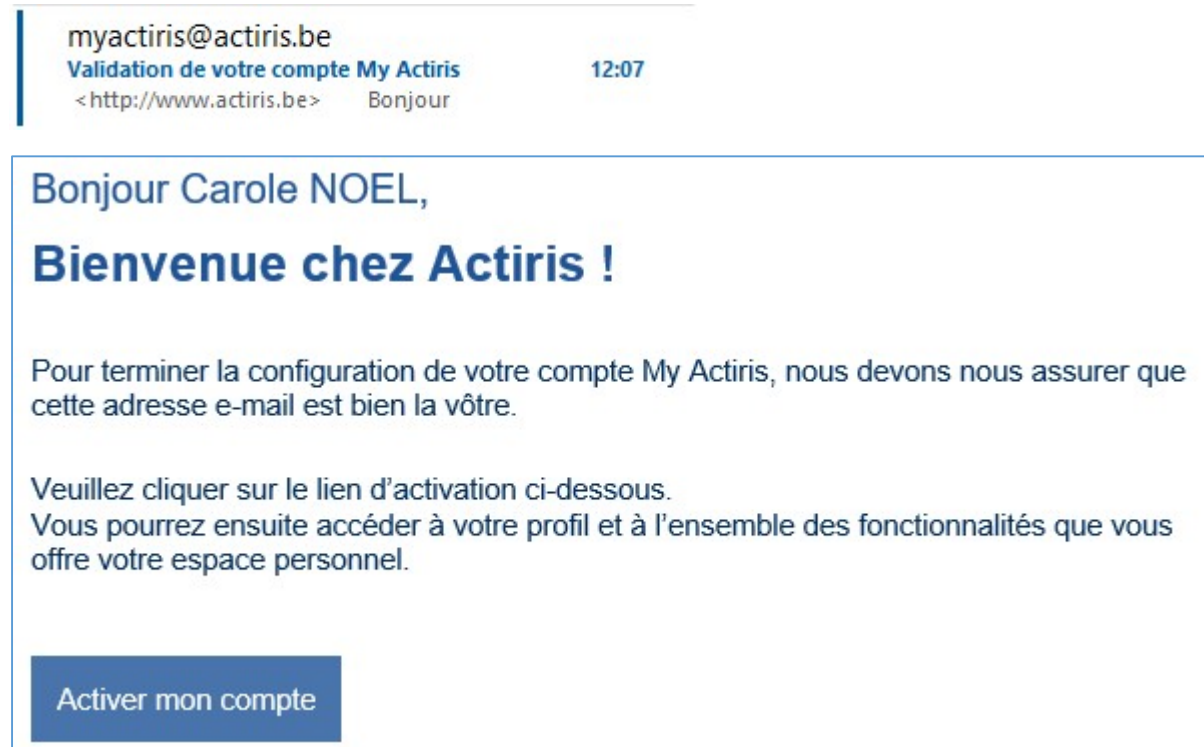 myactiris@actiris.be
Validation de votre compte My Actiris 12:07
<http://www.actiris.be> Bonjour
Bonjour Carole NOEL,
Bienvenue chez Actiris !
Pour terminer la configuration de votre compte My Actiris, nous devons nous assurer que
cette adresse e-mail est bien la vôtre.
Veuillez cliquer sur le lien d’activation ci-dessous.
Vous pourrez ensuite accéder à votre profil et à l’ensemble des fonctionnalités que vous
offre votre espace personnel.
Activer mon compte